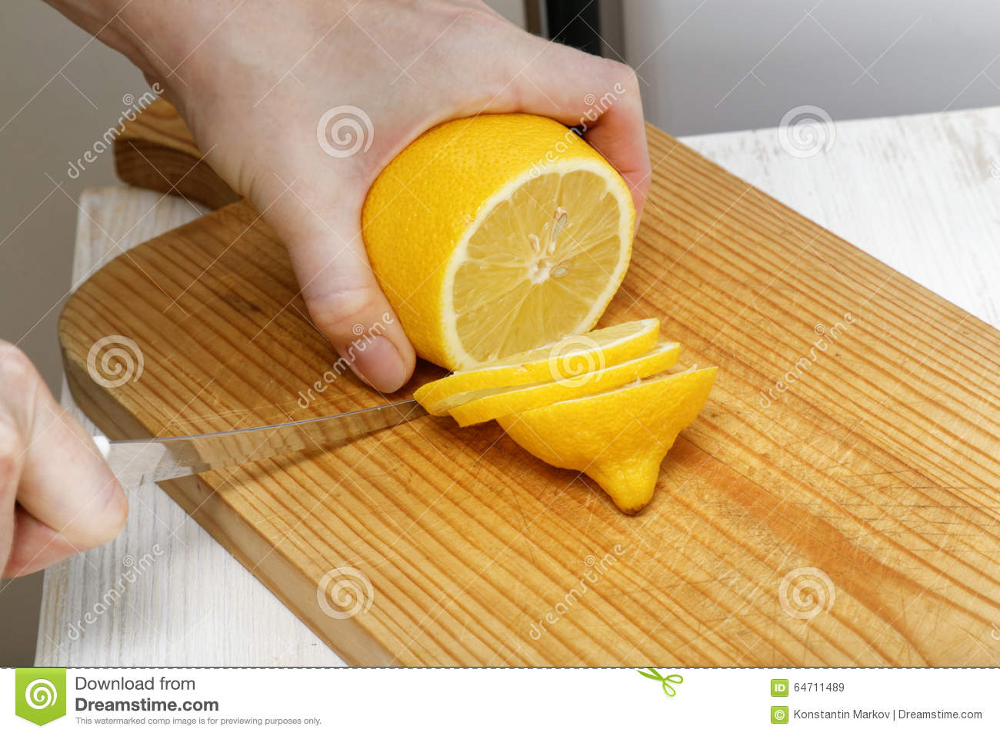 dreamstime
dreamstime
dreamstime
dreamstime
dreamstime
dreamstime
dreamstime
Download from
Dreamstime.com
This watermarked comp image is for previewing purposes only.
ID 64711489
© Konstantin Markov | Dreamstime.com